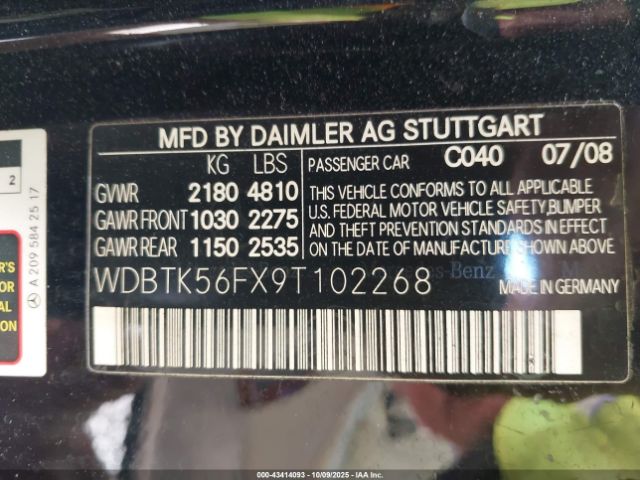 MFD BY DAIMLER AG STUTTGART
KG LBS
GVWR 2180 4810
GAWR FRONT 1030 2275
GAWR REAR 1150 2535
PASSENGER CAR C040 07/08
THIS VEHICLE CONFORMS TO ALL APPLICABLE
U.S. FEDERAL MOTOR VEHICLE SAFETY, BUMPER
AND THEFT PREVENTION STANDARDS IN EFFECT
ON THE DATE OF MANUFACTURE SHOWN ABOVE
WDBTK56FX9T102268
MADE IN GERMANY
2
A 209 584 25 17
000-43414093 - 10/09/2025 - COPYRIGHT IAA, LLC